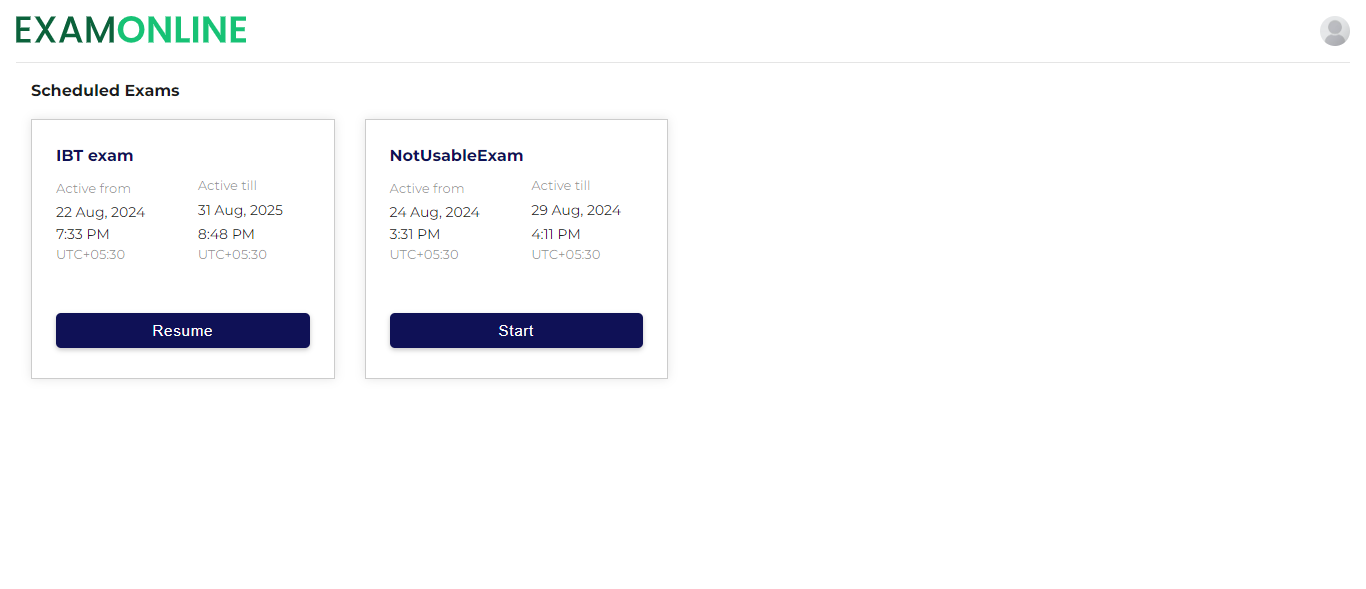 EXAMONLINE
Scheduled Exams
IBT exam
Active from
22 Aug, 2024
7:33 PM
UTC+05:30
Active till
31 Aug, 2025
8:48 PM
UTC+05:30
Resume
NotUsableExam
Active from
24 Aug, 2024
3:31 PM
UTC+05:30
Active till
29 Aug, 2024
4:11 PM
UTC+05:30
Start